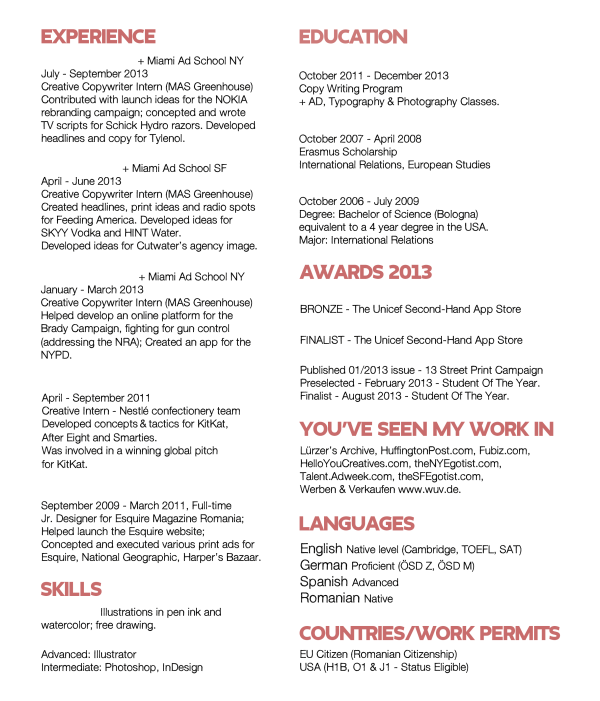 EXPERIENCE
+ Miami Ad School NY
July - September 2013
Creative Copywriter Intern (MAS Greenhouse)
Contributed with launch ideas for the NOKIA
rebranding campaign; concepted and wrote
TV scripts for Schick Hydro razors. Developed
headlines and copy for Tylenol.
+ Miami Ad School SF
April - June 2013
Creative Copywriter Intern (MAS Greenhouse)
Created headlines, print ideas and radio spots
for Feeding America. Developed ideas for
SKYY Vodka and HINT Water.
Developed ideas for Cutwater's agency image.
+ Miami Ad School NY
January - March 2013
Creative Copywriter Intern (MAS Greenhouse)
Helped develop an online platform for the
Brady Campaign, fighting for gun control
(addressing the NRA); Created an app for the
NYPD.
April - September 2011
Creative Intern - Nestlé confectionery team
Developed concepts & tactics for KitKat,
After Eight and Smarties.
Was involved in a winning global pitch
for KitKat.
September 2009 - March 2011, Full-time
Jr. Designer for Esquire Magazine Romania;
Helped launch the Esquire website;
Concepted and executed various print ads for
Esquire, National Geographic, Harper's Bazaar.
SKILLS
Illustrations in pen ink and
watercolor; free drawing.
Advanced: Illustrator
Intermediate: Photoshop, InDesign
EDUCATION
October 2011 - December 2013
Copy Writing Program
+ AD, Typography & Photography Classes.
October 2007 - April 2008
Erasmus Scholarship
International Relations, European Studies
October 2006 - July 2009
Degree: Bachelor of Science (Bologna)
equivalent to a 4 year degree in the USA.
Major: International Relations
AWARDS 2013
BRONZE - The Unicef Second-Hand App Store
FINALIST - The Unicef Second-Hand App Store
Published 01/2013 issue - 13 Street Print Campaign
Preselected - February 2013 - Student Of The Year.
Finalist - August 2013 - Student Of The Year.
YOU'VE SEEN MY WORK IN
Lürzer's Archive, HuffingtonPost.com, Fubiz.com,
HelloYouCreatives.com, theNYEgotist.com,
Talent.Adweek.com, theSFEgotist.com,
Werben & Verkaufen www.wuv.de.
LANGUAGES
English Native level (Cambridge, TOEFL, SAT)
German Proficient (ÖSD Z, ÖSD M)
Spanish Advanced
Romanian Native
COUNTRIES/WORK PERMITS
EU Citizen (Romanian Citizenship)
USA (H1B, O1 & J1 - Status Eligible)